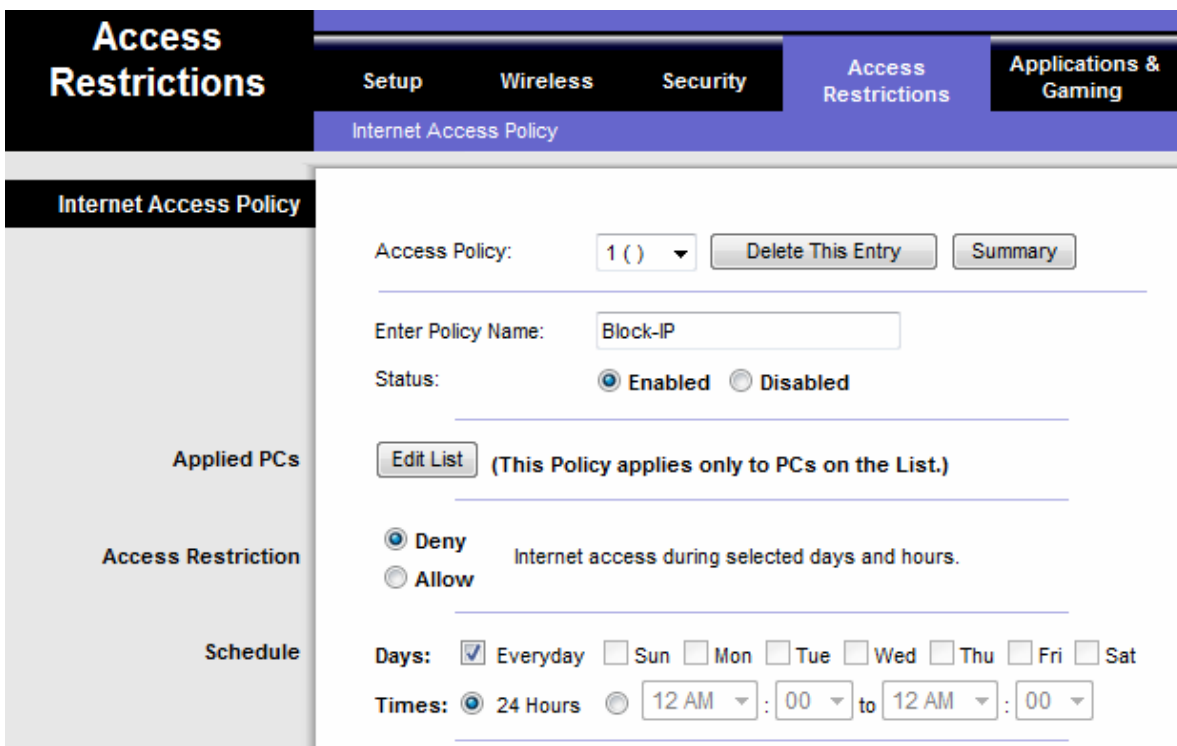 Access
Restrictions
Setup
Wireless
Security
Access
Restrictions
Applications &
Gaming
Internet Access Policy
Internet Access Policy
Access Policy: 1 ( ) Delete This Entry Summary
Enter Policy Name: Block-IP
Status: Enabled Disabled
Applied PCs Edit List (This Policy applies only to PCs on the List.)
Access Restriction
Deny
Internet access during selected days and hours.
Allow
Schedule
Days: Everyday Sun Mon Tue Wed Thu Fri Sat
Times: 24 Hours 12 AM : 00 to 12 AM : 00